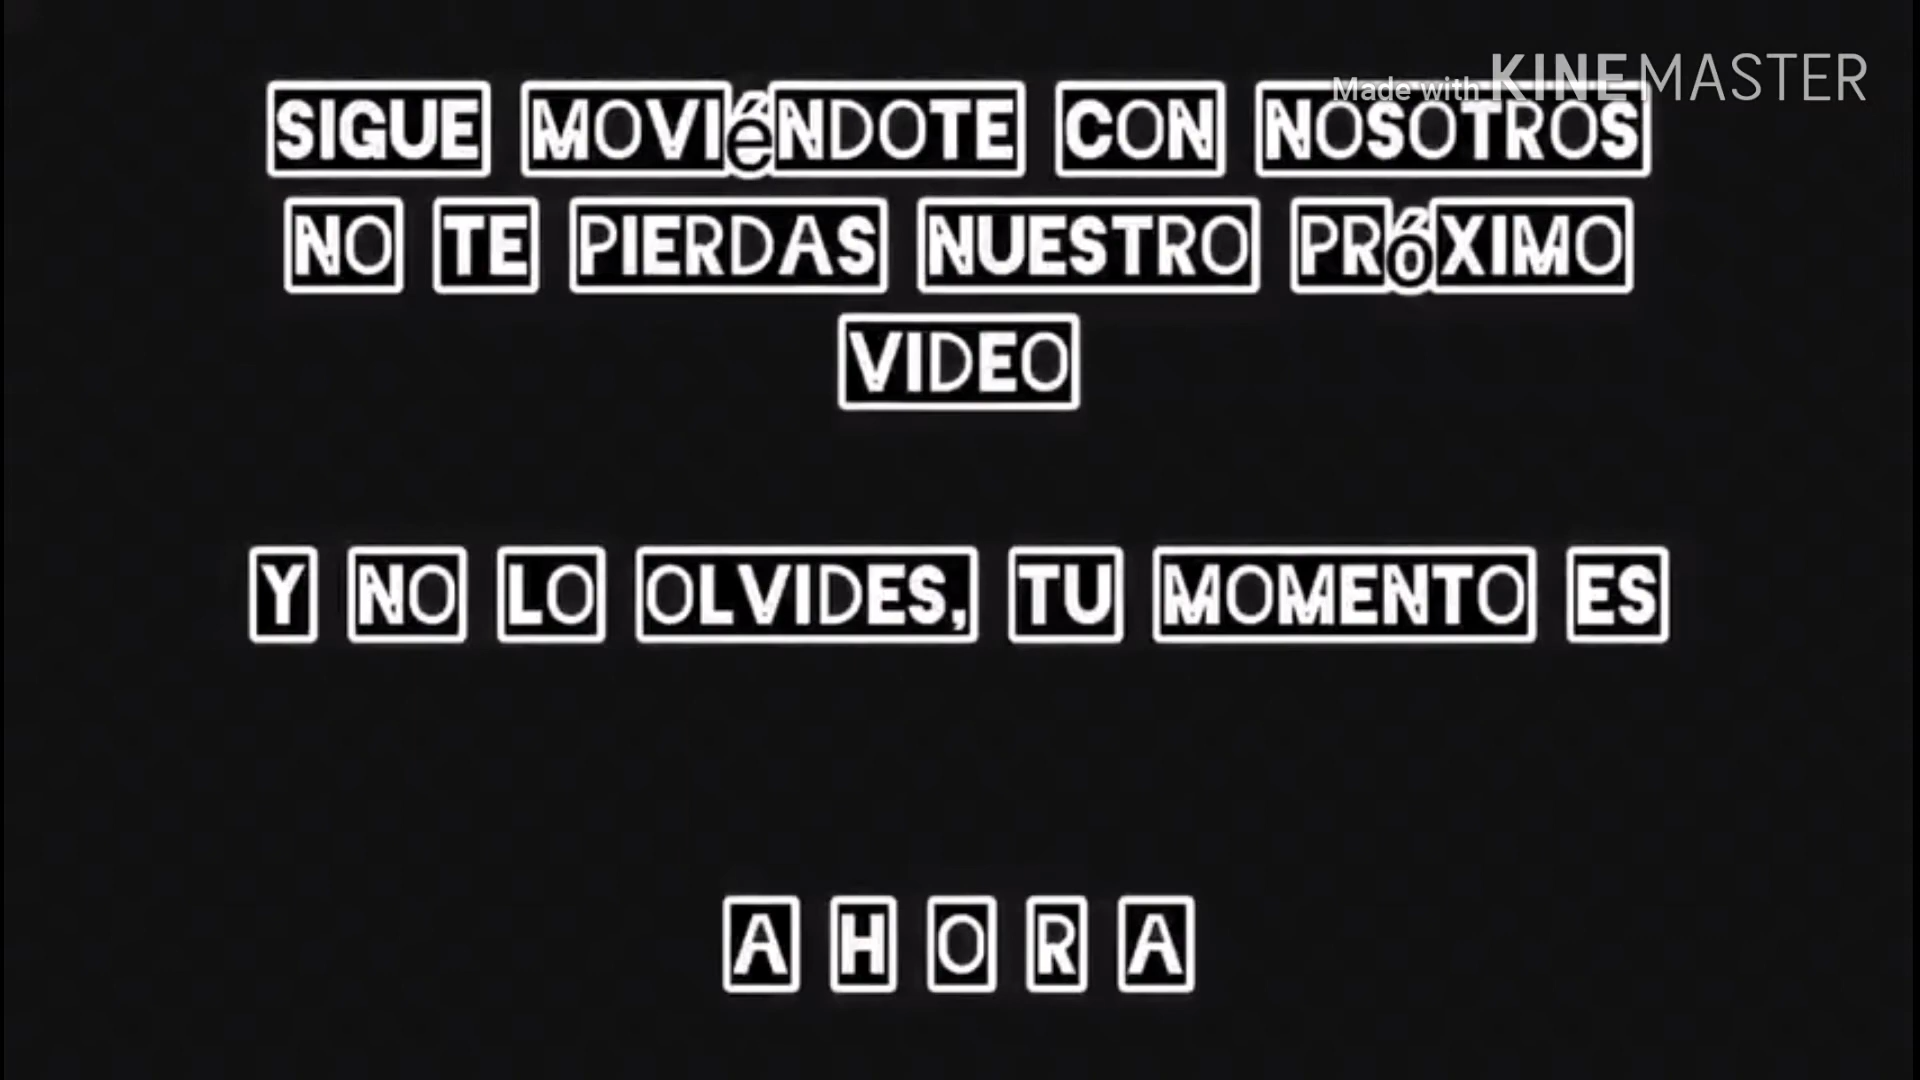 Made with KINEMASTER
SIGUE MOVIéNDOTE CON NOSOTROS
NO TE PIERDAS NUESTRO PRóXIMO
VIDEO
Y NO LO OLVIDES, TU MOMENTO ES
A H O R A